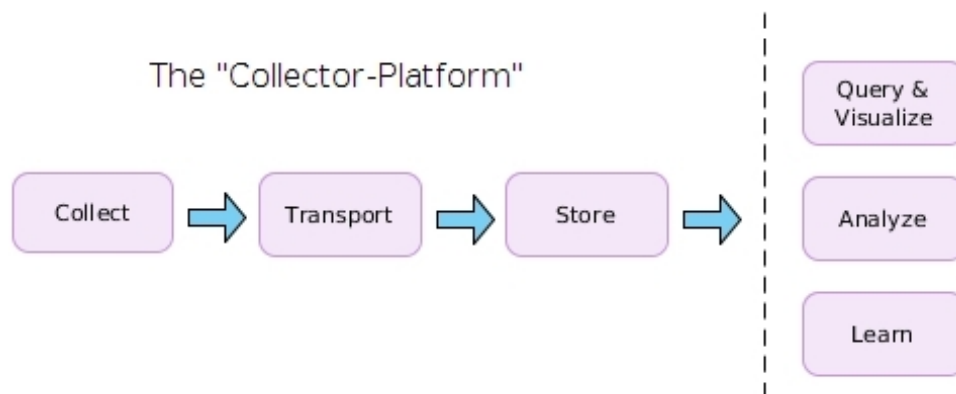 The "Collector-Platform"
Collect
Transport
Store
Query &
Visualize
Analyze
Learn